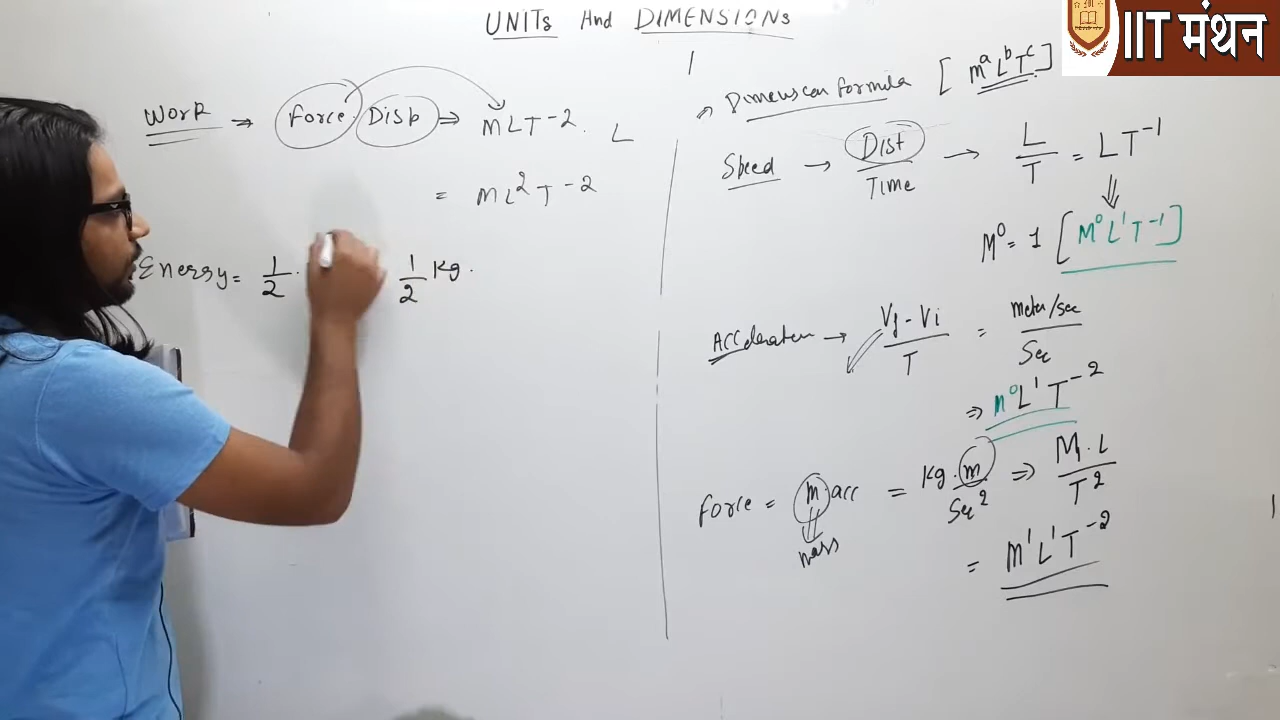 UNITs And DIMENSIONs
IIT मंथन
Work → Force . Disp ⇒ MLT⁻² . L
= ML²T⁻²
Energy = 1/2 . 1/2 Kg .
→ Dimension formula [MᵃLᵇTᶜ]
Speed → Dist/Time → L/T = LT⁻¹
⇓
M⁰ = 1 [M⁰L¹T⁻¹]
Accleration → Vf - Vi / T = meter/sec / Sec
⇒ M⁰L¹T⁻²
Force = m acc = Kg . m/Sec² ⇒ M . L / T²
⇓
mass
= M¹L¹T⁻²